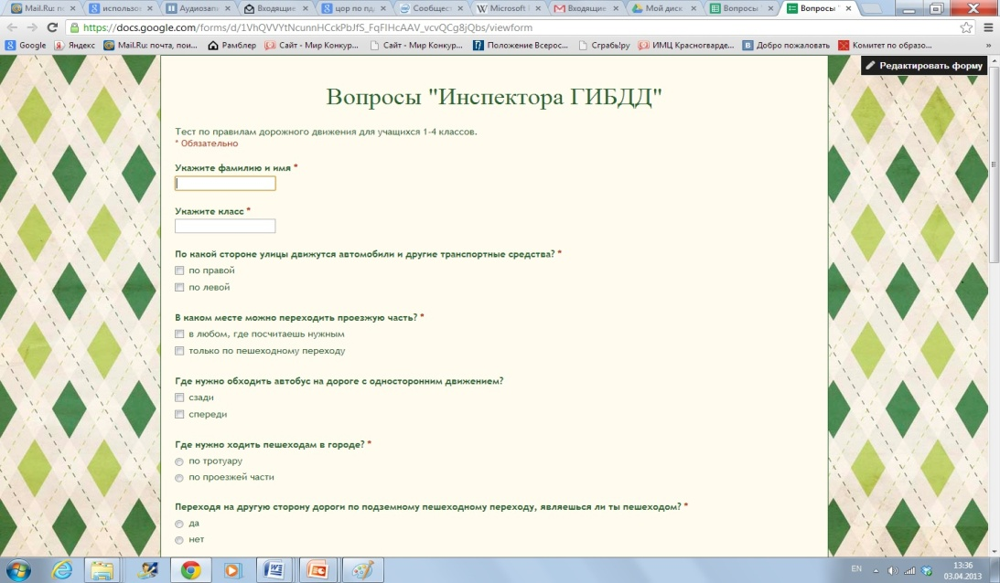 Mail.Ru: п
использов
Аудиозапи
Входящие
цор по пд
Сообщест
Microsoft
Входящие
Мой диск
Вопросы "
Вопросы "
https://docs.google.com/forms/d/1VhQVVYtNcunnHCckPbJfS_FqFIHcAAV_vcvQCg8jQbs/viewform
Google Яндекс Mail.Ru: почта, пои... Рамблер Сайт - Мир Конкур... Сайт - Мир Конкур... Положение Всерос... Сграбь!ру ИМЦ Красногварде... Добро пожаловать Комитет по образо... »
Редактировать форму
Вопросы "Инспектора ГИБДД"
Тест по правилам дорожного движения для учащихся 1-4 классов.
* Обязательно
Укажите фамилию и имя *
Укажите класс *
По какой стороне улицы движутся автомобили и другие транспортные средства? *
по правой
по левой
В каком месте можно переходить проезжую часть? *
в любом, где посчитаешь нужным
только по пешеходному переходу
Где нужно обходить автобус на дороге с односторонним движением?
сзади
спереди
Где нужно ходить пешеходам в городе? *
по тротуару
по проезжей части
Переходя на другую сторону дороги по подземному пешеходному переходу, являешься ли ты пешеходом? *
да
нет
EN
13:36
03.04.2013